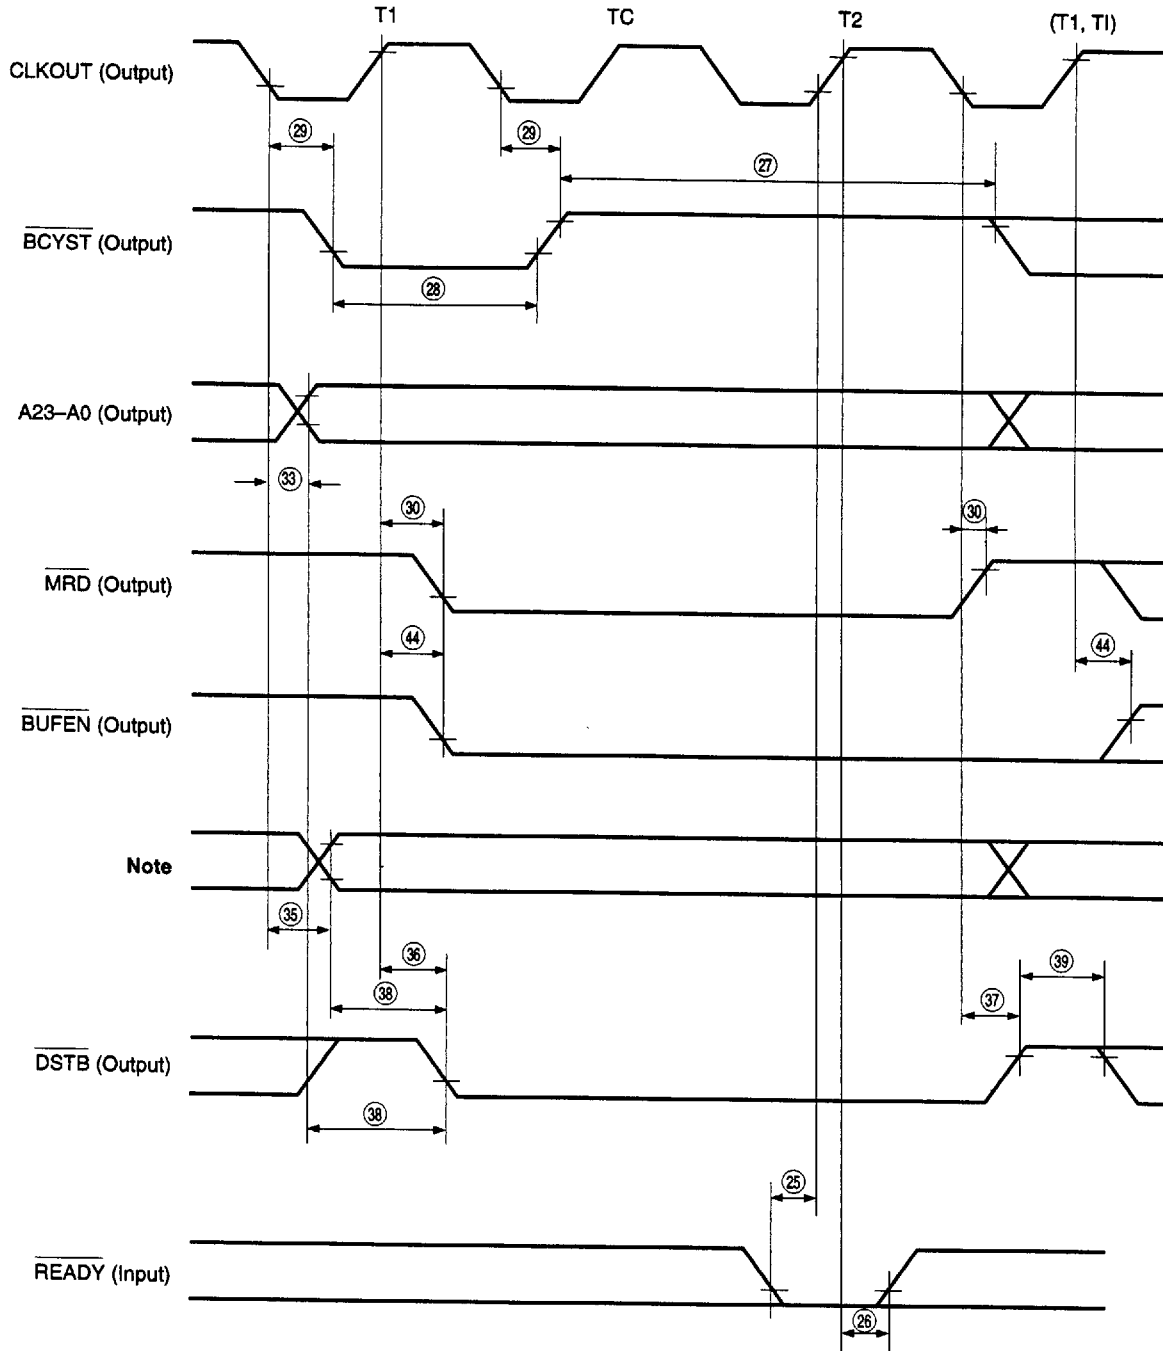 T1 TC T2 (T1, TI)
CLKOUT (Output)
29 29
27
BCYST (Output)
28
A23–A0 (Output)
33
30 30
MRD (Output)
44 44
BUFEN (Output)
Note
35
36 39
38 37
DSTB (Output)
38
25
READY (Input)
26